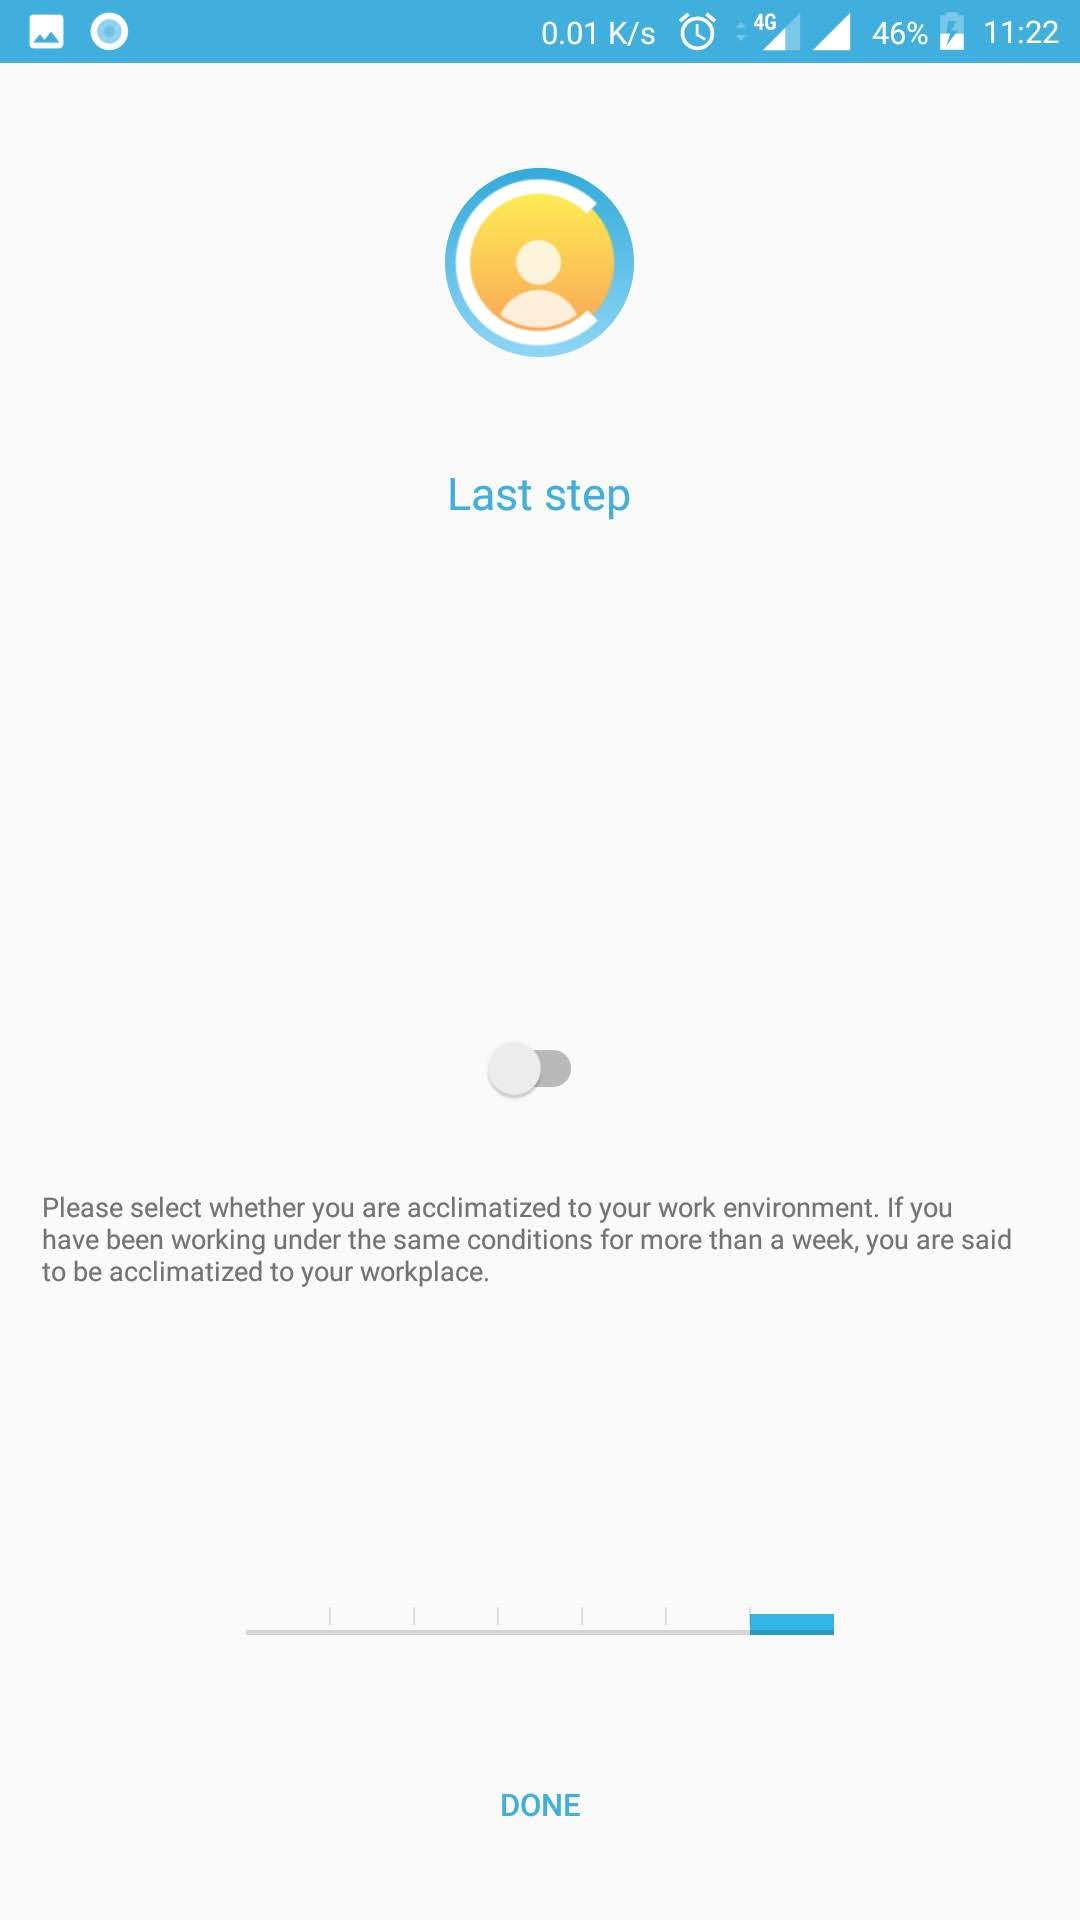 0.01 K/s 4G 46% 11:22
Last step
Please select whether you are acclimatized to your work environment. If you
have been working under the same conditions for more than a week, you are said
to be acclimatized to your workplace.
DONE